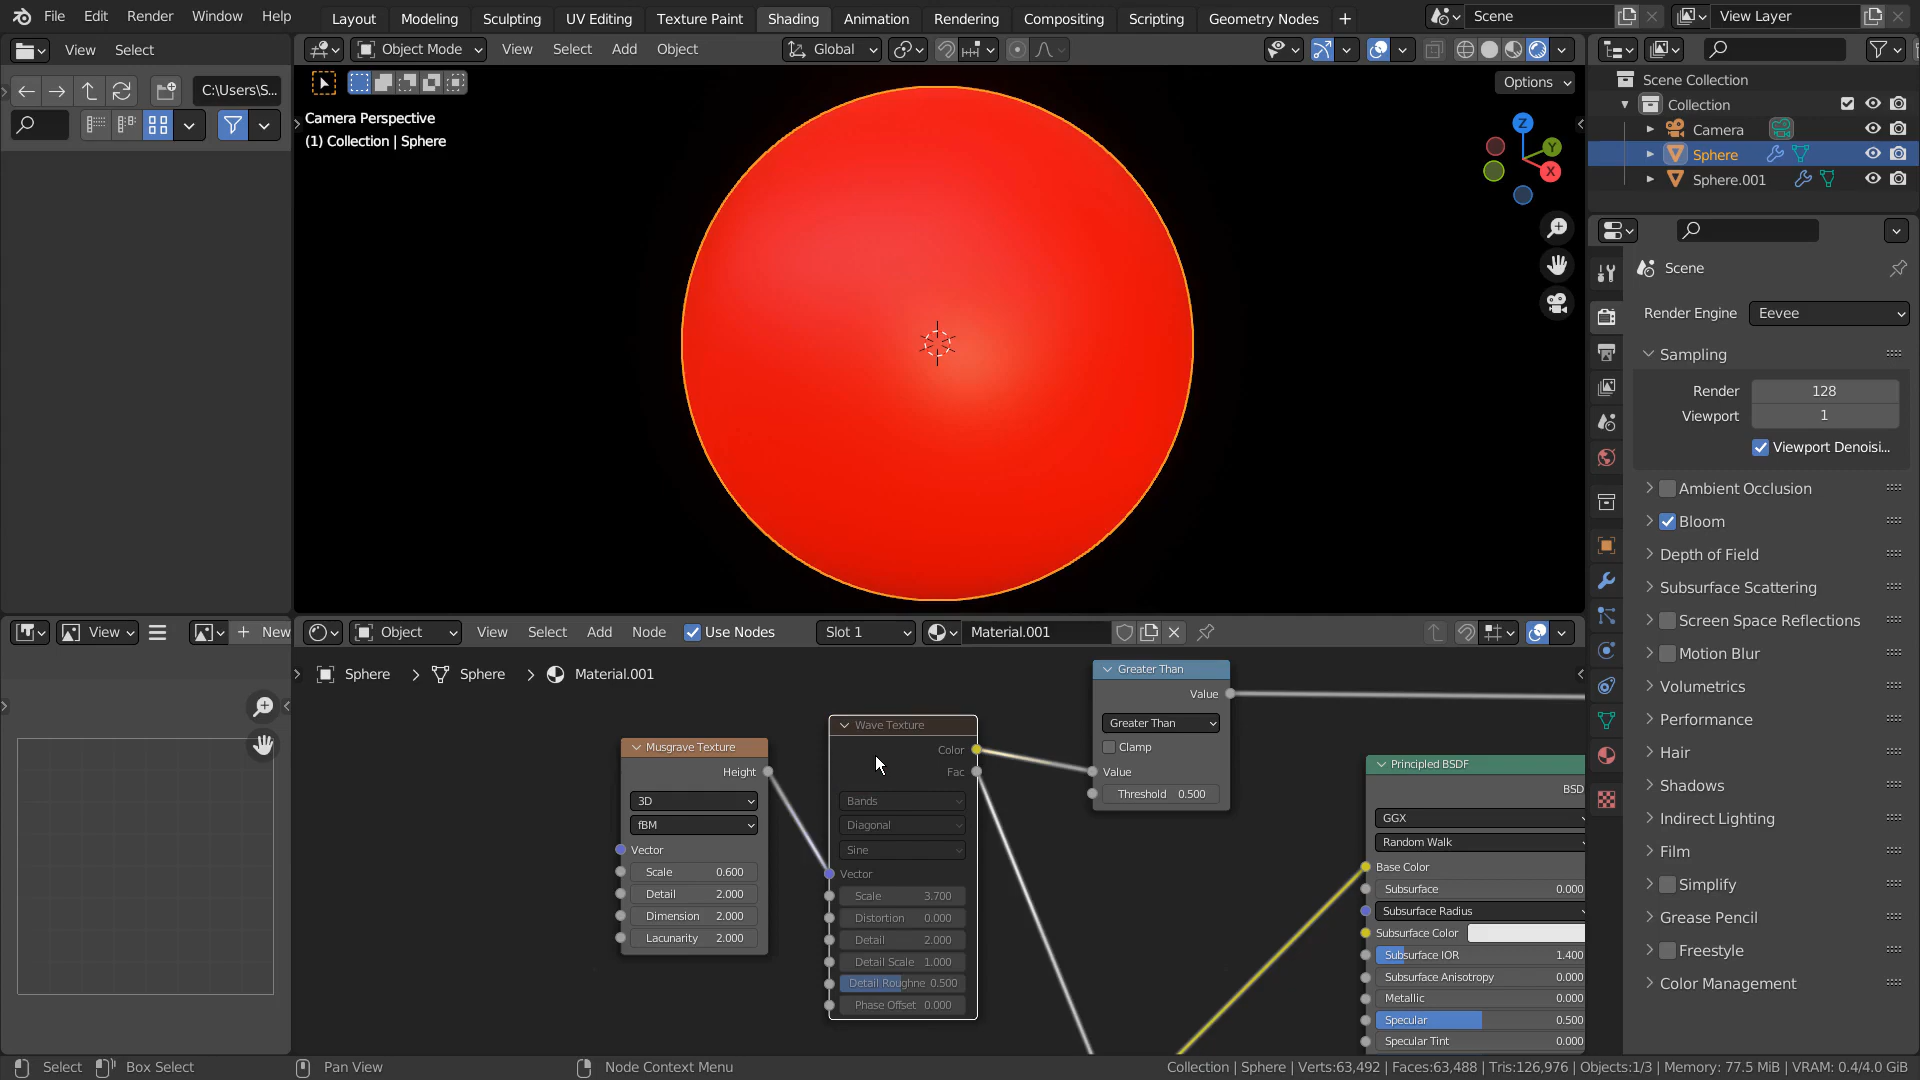 File Edit Render Window Help Layout Modeling Sculpting UV Editing Texture Paint Shading Animation Rendering Compositing Scripting Geometry Nodes + Scene View Layer
View Select Object Mode View Select Add Object Global
C:\Users\S... Options
Camera Perspective
(1) Collection | Sphere
Z
Y
X
Scene Collection
Collection
Camera
Sphere
Sphere.001
Scene
Render Engine Eevee
Sampling
Render 128
Viewport 1
Viewport Denoisi...
Ambient Occlusion
Bloom
Depth of Field
Subsurface Scattering
Screen Space Reflections
Motion Blur
Volumetrics
Performance
Hair
Shadows
Indirect Lighting
Film
Simplify
Grease Pencil
Freestyle
Color Management
View + New Object View Select Add Node Use Nodes Slot 1 Material.001
Sphere > Sphere > Material.001
Musgrave Texture
Height
3D
fBM
Vector
Scale 0.600
Detail 2.000
Dimension 2.000
Lacunarity 2.000
Wave Texture
Color
Fac
Bands
Diagonal
Sine
Vector
Scale 3.700
Distortion 0.000
Detail 2.000
Detail Scale 1.000
Detail Roughne 0.500
Phase Offset 0.000
Greater Than
Value
Greater Than
Clamp
Value
Threshold 0.500
Principled BSDF
BSD
GGX
Random Walk
Base Color
Subsurface 0.000
Subsurface Radius
Subsurface Color
Subsurface IOR 1.400
Subsurface Anisotropy 0.000
Metallic 0.000
Specular 0.500
Specular Tint 0.000
Select Box Select Pan View Node Context Menu Collection | Sphere | Verts:63,492 | Faces:63,488 | Tris:126,976 | Objects:1/3 | Memory: 77.5 MiB | VRAM: 0.4/4.0 GiB